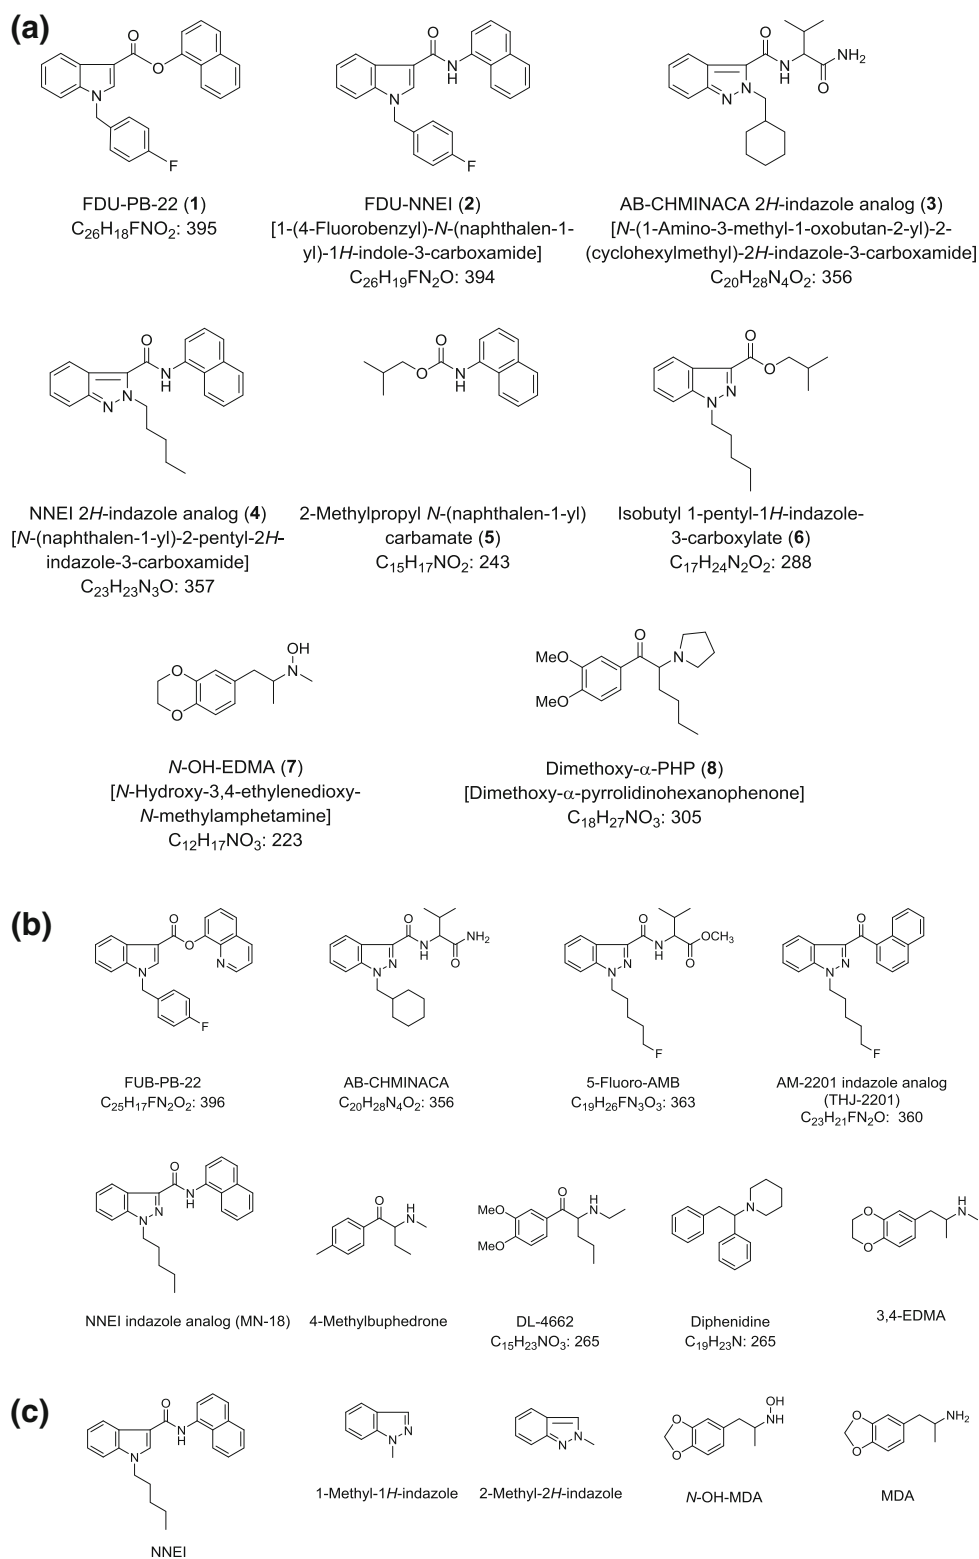 (a)
FDU-PB-22 (1)
C26H18FNO2: 395
FDU-NNEI (2)
[1-(4-Fluorobenzyl)-N-(naphthalen-1-
yl)-1H-indole-3-carboxamide]
C26H19FN2O: 394
AB-CHMINACA 2H-indazole analog (3)
[N-(1-Amino-3-methyl-1-oxobutan-2-yl)-2-
(cyclohexylmethyl)-2H-indazole-3-carboxamide]
C20H28N4O2: 356
NNEI 2H-indazole analog (4)
[N-(naphthalen-1-yl)-2-pentyl-2H-
indazole-3-carboxamide]
C23H23N3O: 357
2-Methylpropyl N-(naphthalen-1-yl)
carbamate (5)
C15H17NO2: 243
Isobutyl 1-pentyl-1H-indazole-
3-carboxylate (6)
C17H24N2O2: 288
N-OH-EDMA (7)
[N-Hydroxy-3,4-ethylenedioxy-
N-methylamphetamine]
C12H17NO3: 223
MeO
MeO
Dimethoxy-α-PHP (8)
[Dimethoxy-α-pyrrolidinohexanophenone]
C18H27NO3: 305
(b)
FUB-PB-22
C25H17FN2O2: 396
AB-CHMINACA
C20H28N4O2: 356
5-Fluoro-AMB
C19H26FN3O3: 363
AM-2201 indazole analog
(THJ-2201)
C23H21FN2O: 360
NNEI indazole analog (MN-18)
4-Methylbuphedrone
MeO
MeO
DL-4662
C15H23NO3: 265
Diphenidine
C19H23N: 265
3,4-EDMA
(c)
NNEI
1-Methyl-1H-indazole
2-Methyl-2H-indazole
N-OH-MDA
MDA